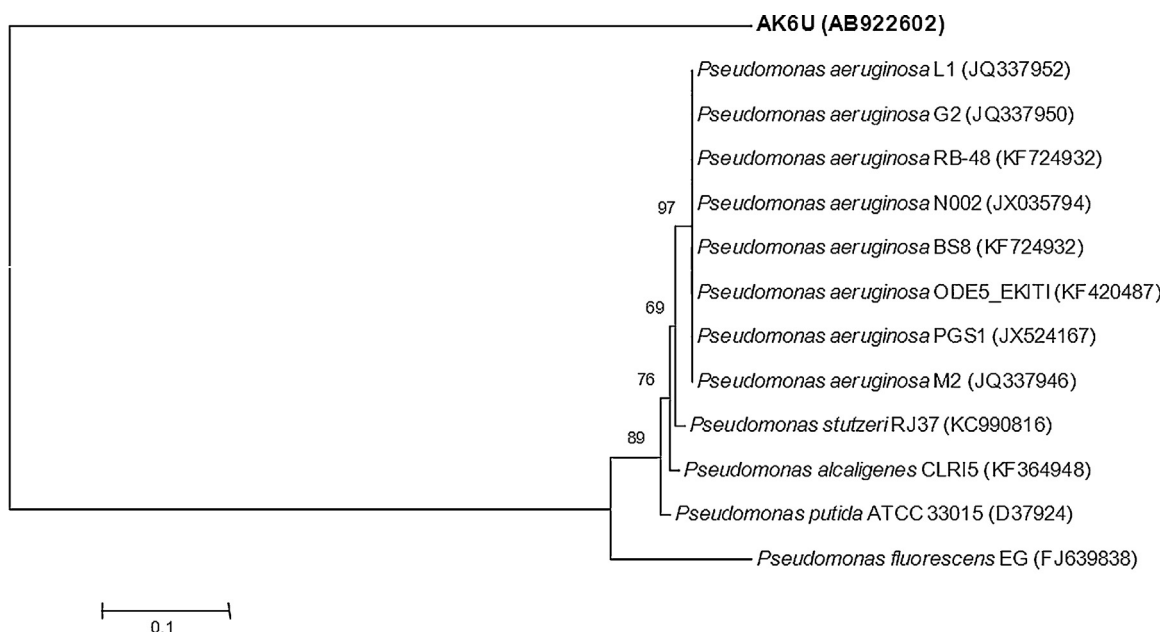 AK6U (AB922602)
Pseudomonas aeruginosa L1 (JQ337952)
Pseudomonas aeruginosa G2 (JQ337950)
Pseudomonas aeruginosa RB-48 (KF724932)
Pseudomonas aeruginosa N002 (JX035794)
97
Pseudomonas aeruginosa BS8 (KF724932)
Pseudomonas aeruginosa ODE5_EKITI (KF420487)
69
Pseudomonas aeruginosa PGS1 (JX524167)
76
Pseudomonas aeruginosa M2 (JQ337946)
Pseudomonas stutzeri RJ37 (KC990816)
89
Pseudomonas alcaligenes CLRI5 (KF364948)
Pseudomonas putida ATCC 33015 (D37924)
Pseudomonas fluorescens EG (FJ639838)
0.1